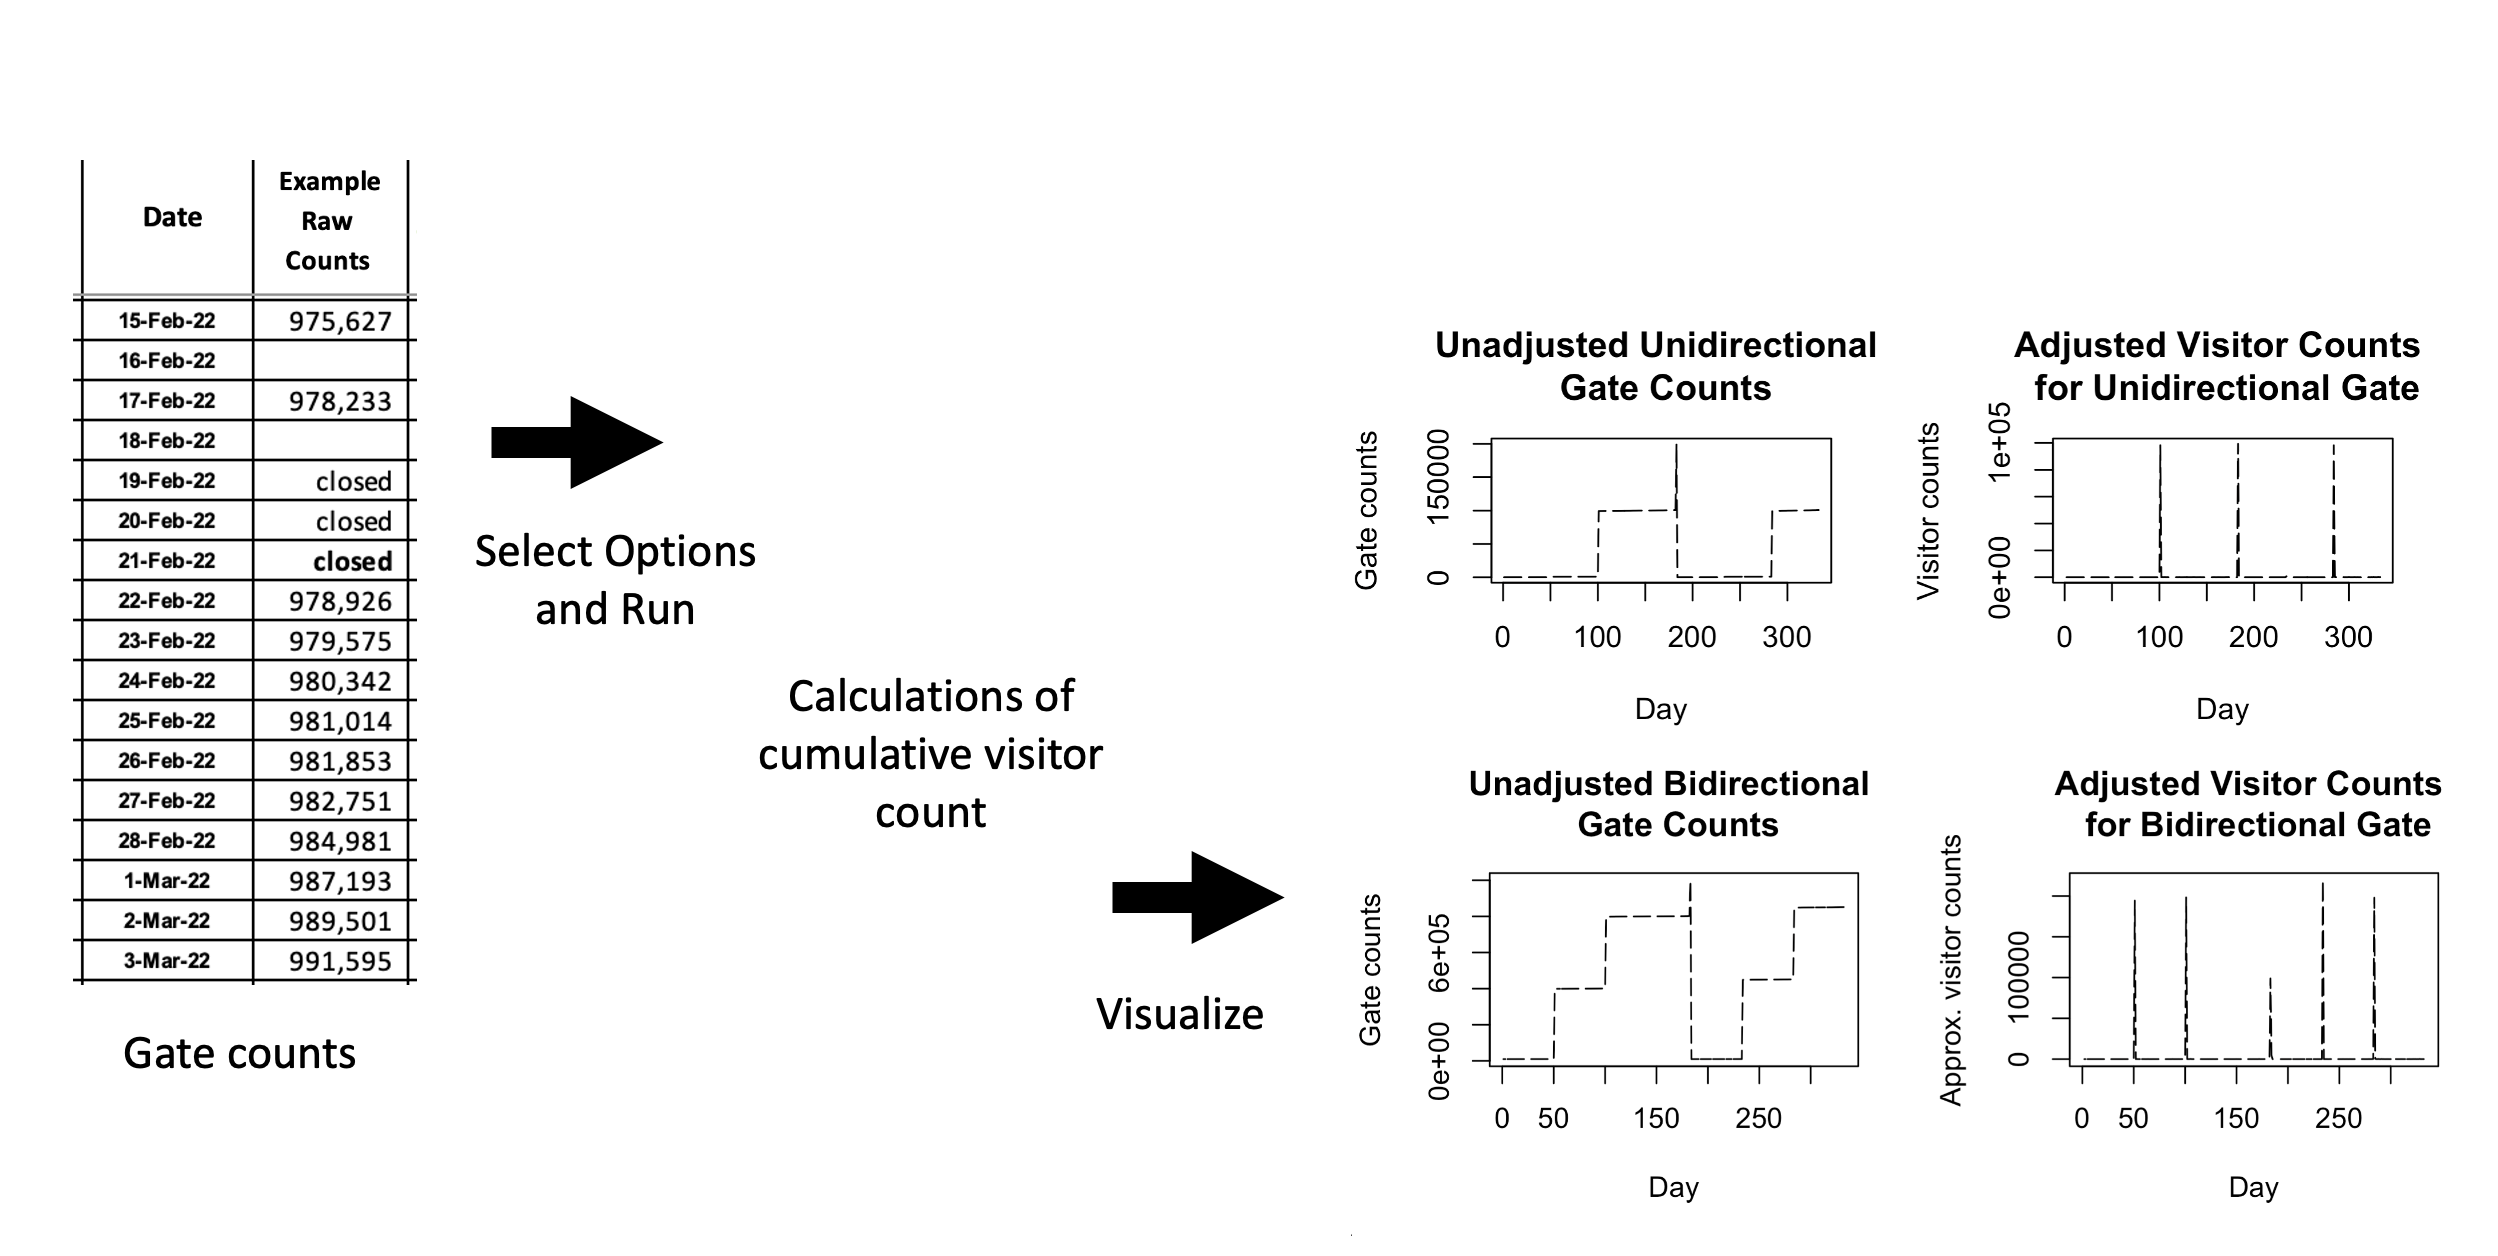 Date
Example
Raw
Counts
15-Feb-22 975,627
16-Feb-22
17-Feb-22 978,233
18-Feb-22
19-Feb-22 closed
20-Feb-22 closed
21-Feb-22 closed
22-Feb-22 978,926
23-Feb-22 979,575
24-Feb-22 980,342
25-Feb-22 981,014
26-Feb-22 981,853
27-Feb-22 982,751
28-Feb-22 984,981
1-Mar-22 987,193
2-Mar-22 989,501
3-Mar-22 991,595
Gate counts
Select Options
and Run
Calculations of
cumulative visitor
count
Visualize
Unadjusted Unidirectional
Gate Counts
Gate counts
0 150000
0 100 200 300
Day
Adjusted Visitor Counts
for Unidirectional Gate
Visitor counts
0e+00 1e+05
0 100 200 300
Day
Unadjusted Bidirectional
Gate Counts
Gate counts
0e+00 6e+05
0 50 150 250
Day
Adjusted Visitor Counts
for Bidirectional Gate
Approx. visitor counts
0 100000
0 50 150 250
Day